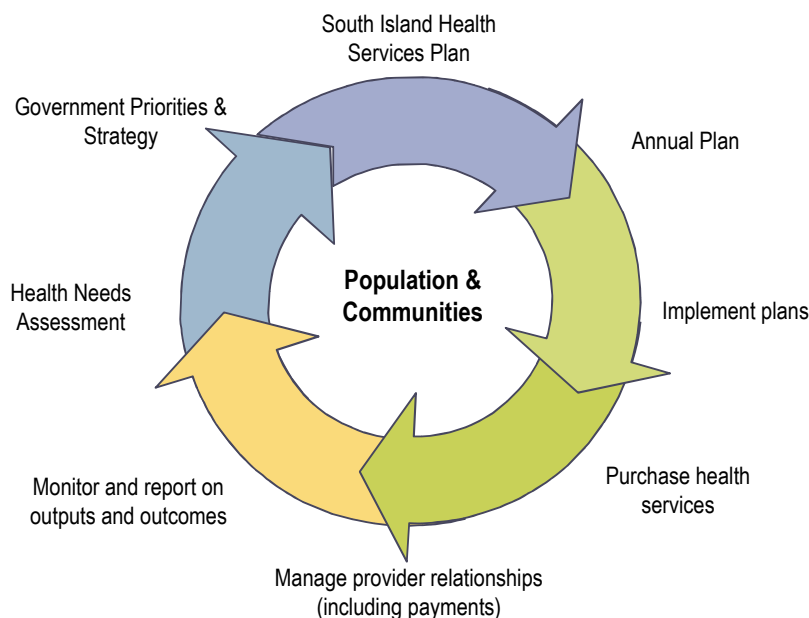 South Island Health
Services Plan
Government Priorities &
Strategy
Annual Plan
Population &
Communities
Health Needs
Assessment
Implement plans
Monitor and report on
outputs and outcomes
Purchase health
services
Manage provider relationships
(including payments)